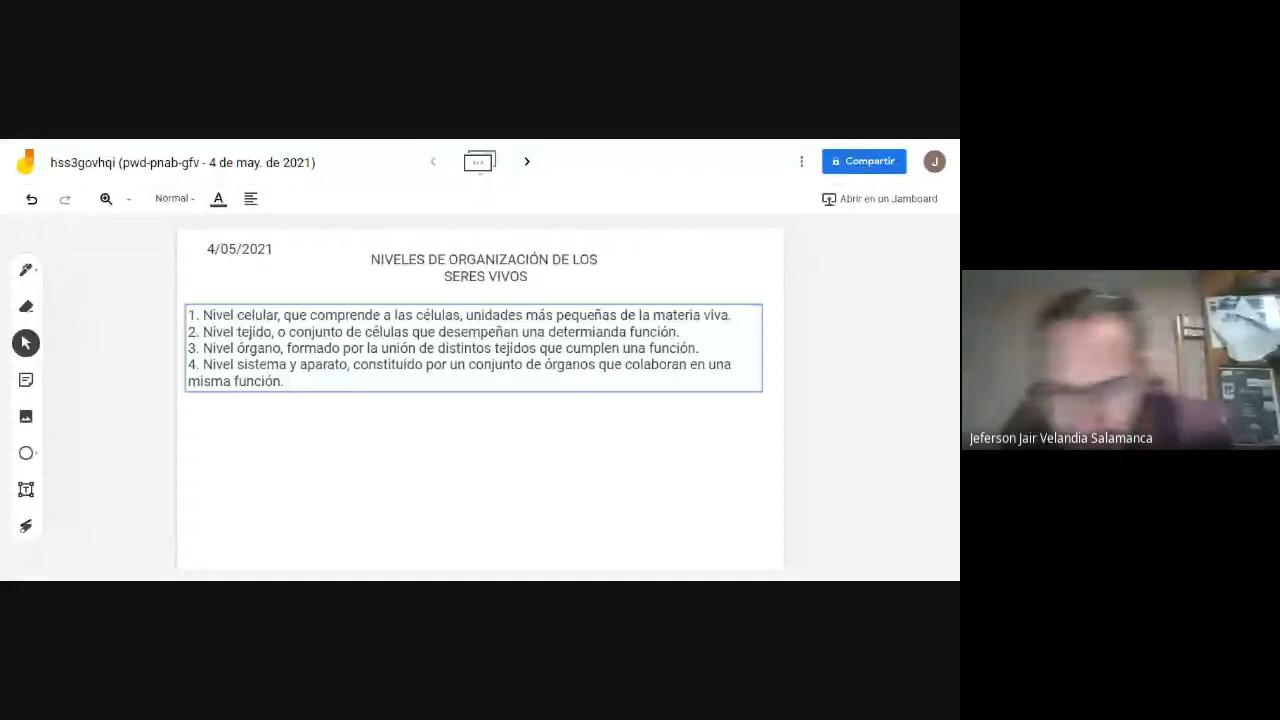 hss3govhqi (pwd-pnab-gfv - 4 de may. de 2021)
Compartir
J
Normal
A
Abrir en un Jamboard
4/05/2021
NIVELES DE ORGANIZACIÓN DE LOS
SERES VIVOS
1. Nivel celular, que comprende a las células, unidades más pequeñas de la materia viva.
2. Nivel tejido, o conjunto de células que desempeñan una determianda función.
3. Nivel órgano, formado por la unión de distintos tejidos que cumplen una función.
4. Nivel sistema y aparato, constituido por un conjunto de órganos que colaboran en una
misma función.
Jeferson Jair Velandia Salamanca